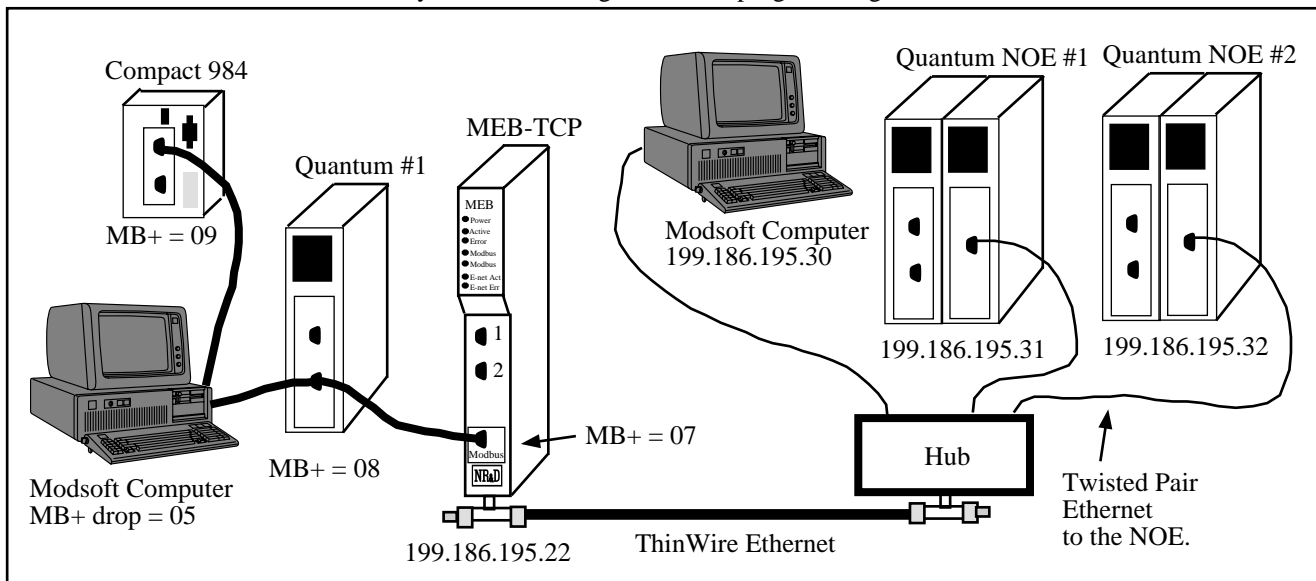 Compact 984
MB+ = 09
Quantum #1
MB+ = 08
Modsoft Computer
MB+ drop = 05
MEB-TCP
MEB
Power
Active
Error
Modbus
Modbus
E-net Act
E-net Err
1
2
Modbus
NR&D
MB+ = 07
199.186.195.22
ThinWire Ethernet
Modsoft Computer
199.186.195.30
Quantum NOE #1
199.186.195.31
Quantum NOE #2
199.186.195.32
Hub
Twisted Pair
Ethernet
to the NOE.